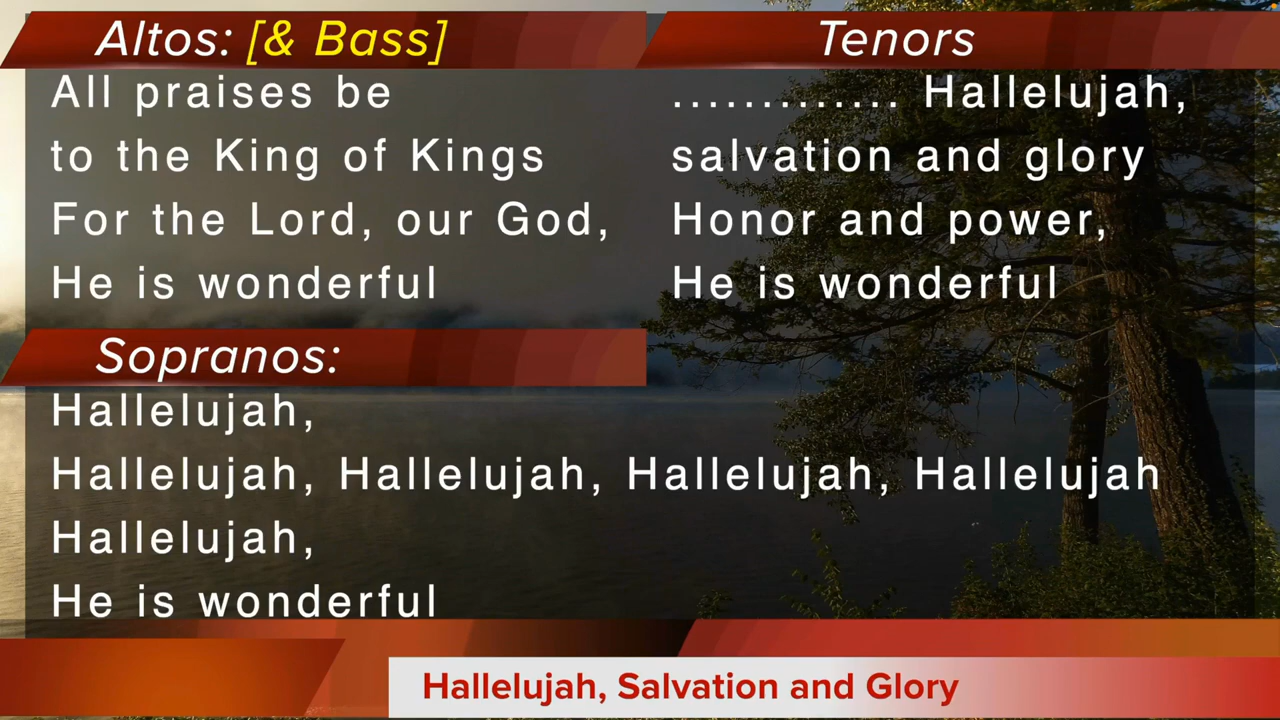 Altos: [& Bass]
All praises be
to the King of Kings
For the Lord, our God,
He is wonderful
Tenors
............. Hallelujah,
salvation and glory
Honor and power,
He is wonderful
Sopranos:
Hallelujah,
Hallelujah, Hallelujah, Hallelujah, Hallelujah
Hallelujah,
He is wonderful
Hallelujah, Salvation and Glory